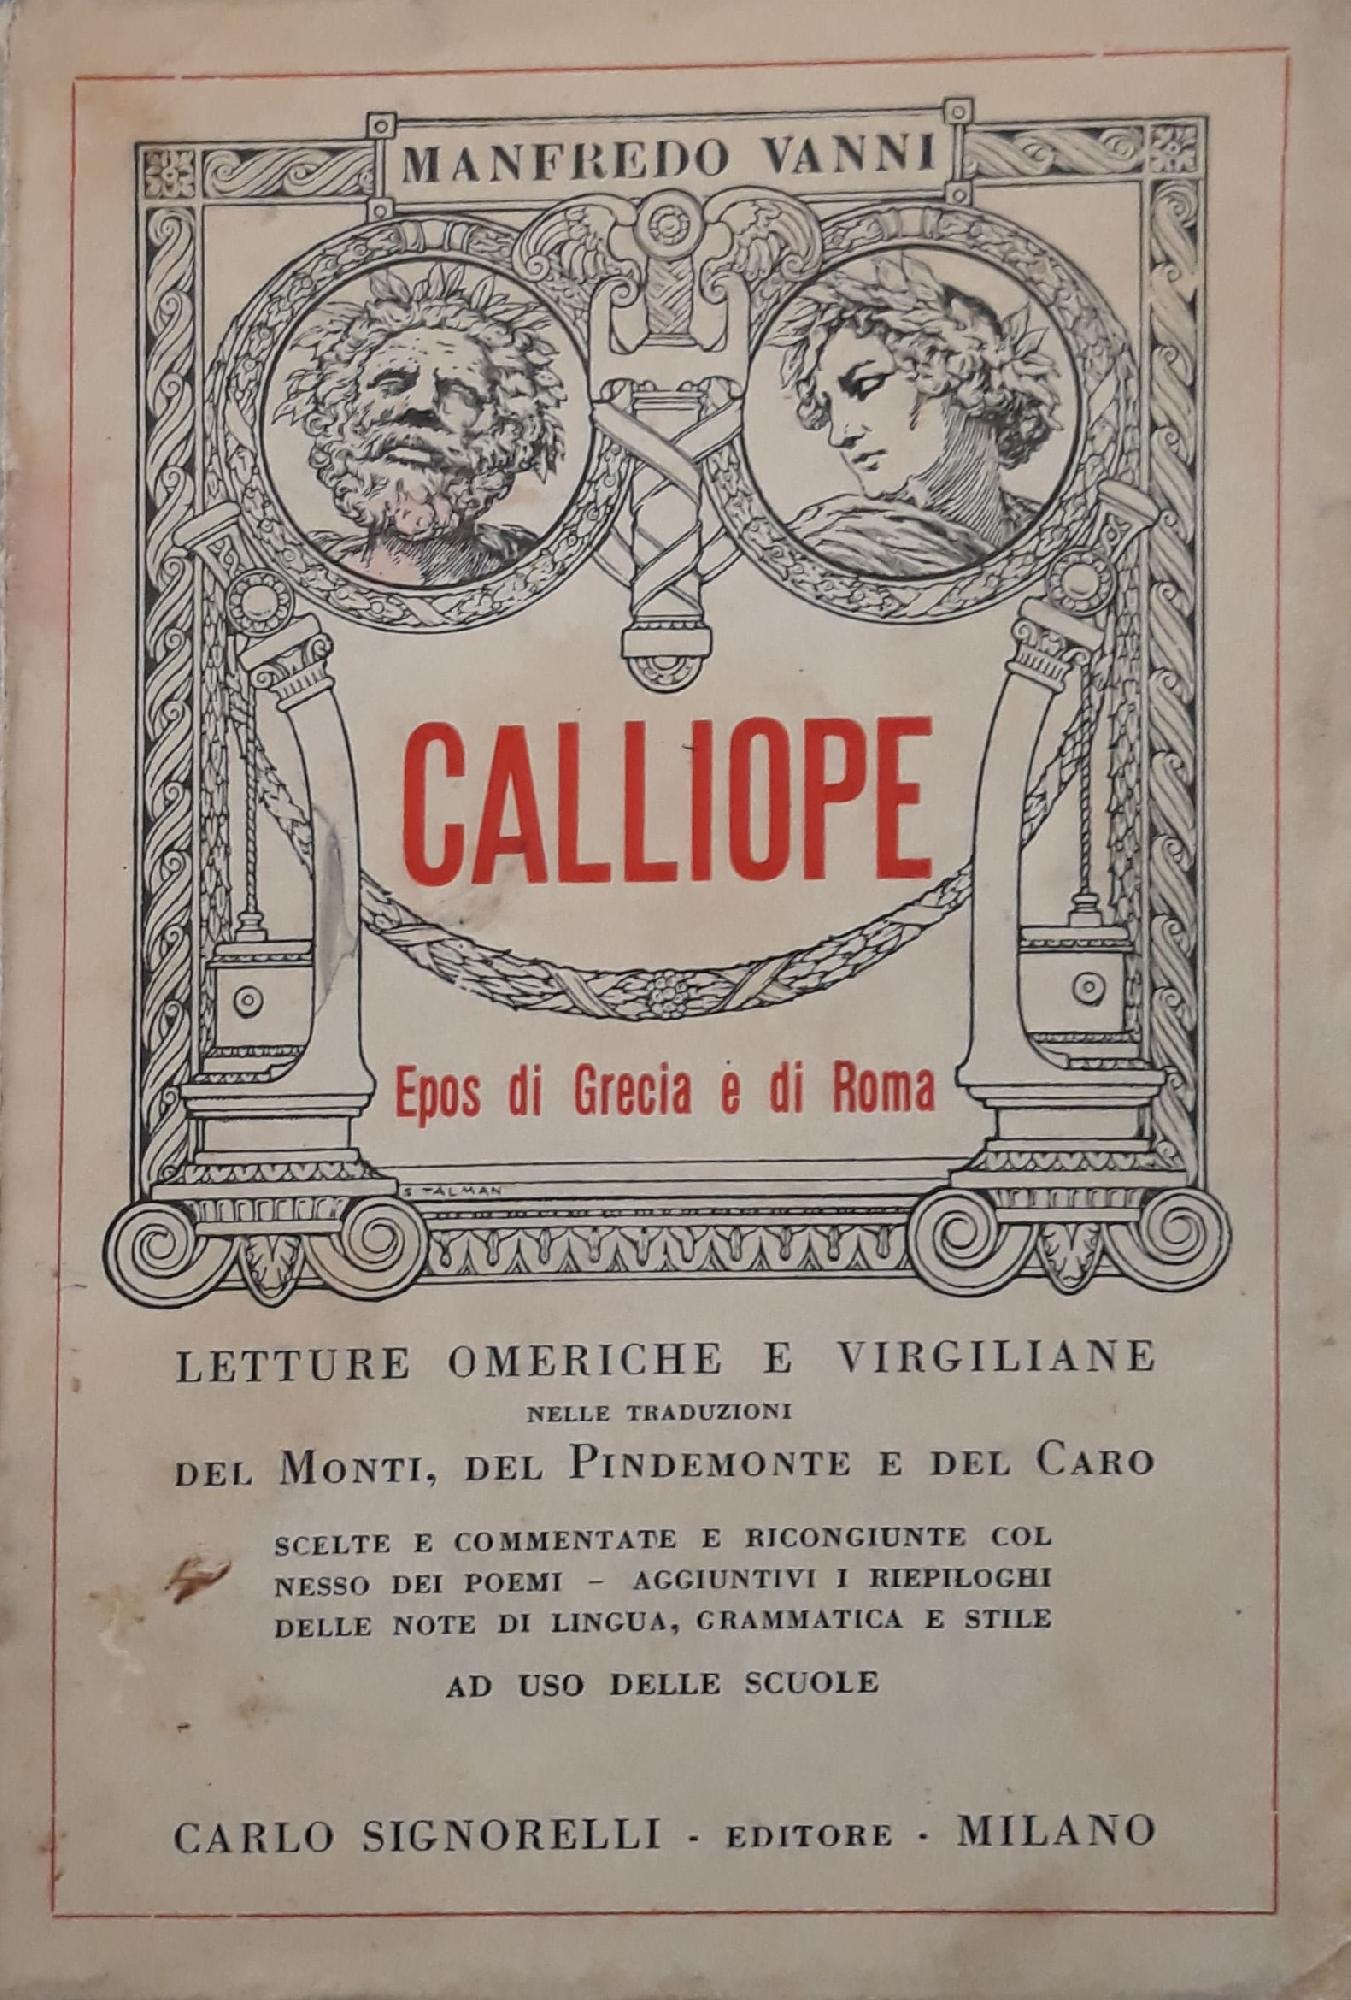 MANFREDO VANNI
CALLIOPE
Epos di Grecia e di Roma
S TALMAN
LETTURE OMERICHE E VIRGILIANE
NELLE TRADUZIONI
DEL MONTI, DEL PINDEMONTE E DEL CARO
SCELTE E COMMENTATE E RICONGIUNTE COL
NESSO DEI POEMI – AGGIUNTIVI I RIEPILOGHI
DELLE NOTE DI LINGUA, GRAMMATICA E STILE
AD USO DELLE SCUOLE
CARLO SIGNORELLI - EDITORE - MILANO